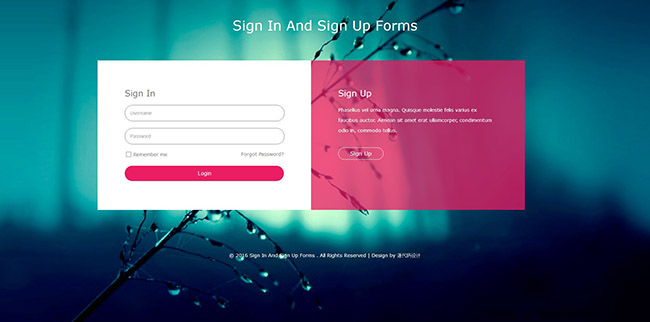 Sign In And Sign Up Forms
Sign In
Username
Password
Remember me
Forgot Password?
Login
Sign Up
Phasellus vel urna magna. Quisque molestie felis varius ex
faucibus auctor. Aenean sit amet erat ullamcorper, condimentum
odio in, commodo tellus.
Sign Up
© 2016 Sign In And Sign Up Forms . All Rights Reserved | Design by